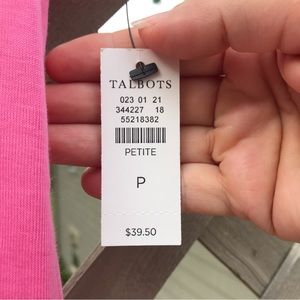 TALBOTS
023 01 21
344227 18
55218382
PETITE
P
$39.50